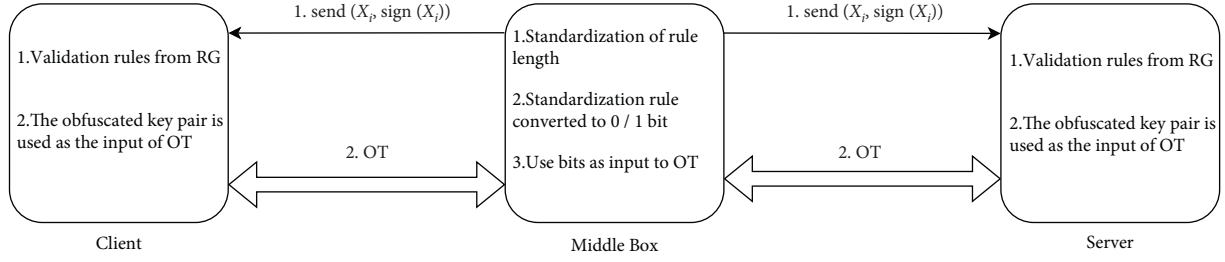 1. send (Xi, sign (Xi))
1. send (Xi, sign (Xi))
1.Validation rules from RG
2.The obfuscated key pair is
used as the input of OT
2. OT
1.Standardization of rule
length
2.Standardization rule
converted to 0 / 1 bit
3.Use bits as input to OT
2. OT
1.Validation rules from RG
2.The obfuscated key pair is
used as the input of OT
Client
Middle Box
Server